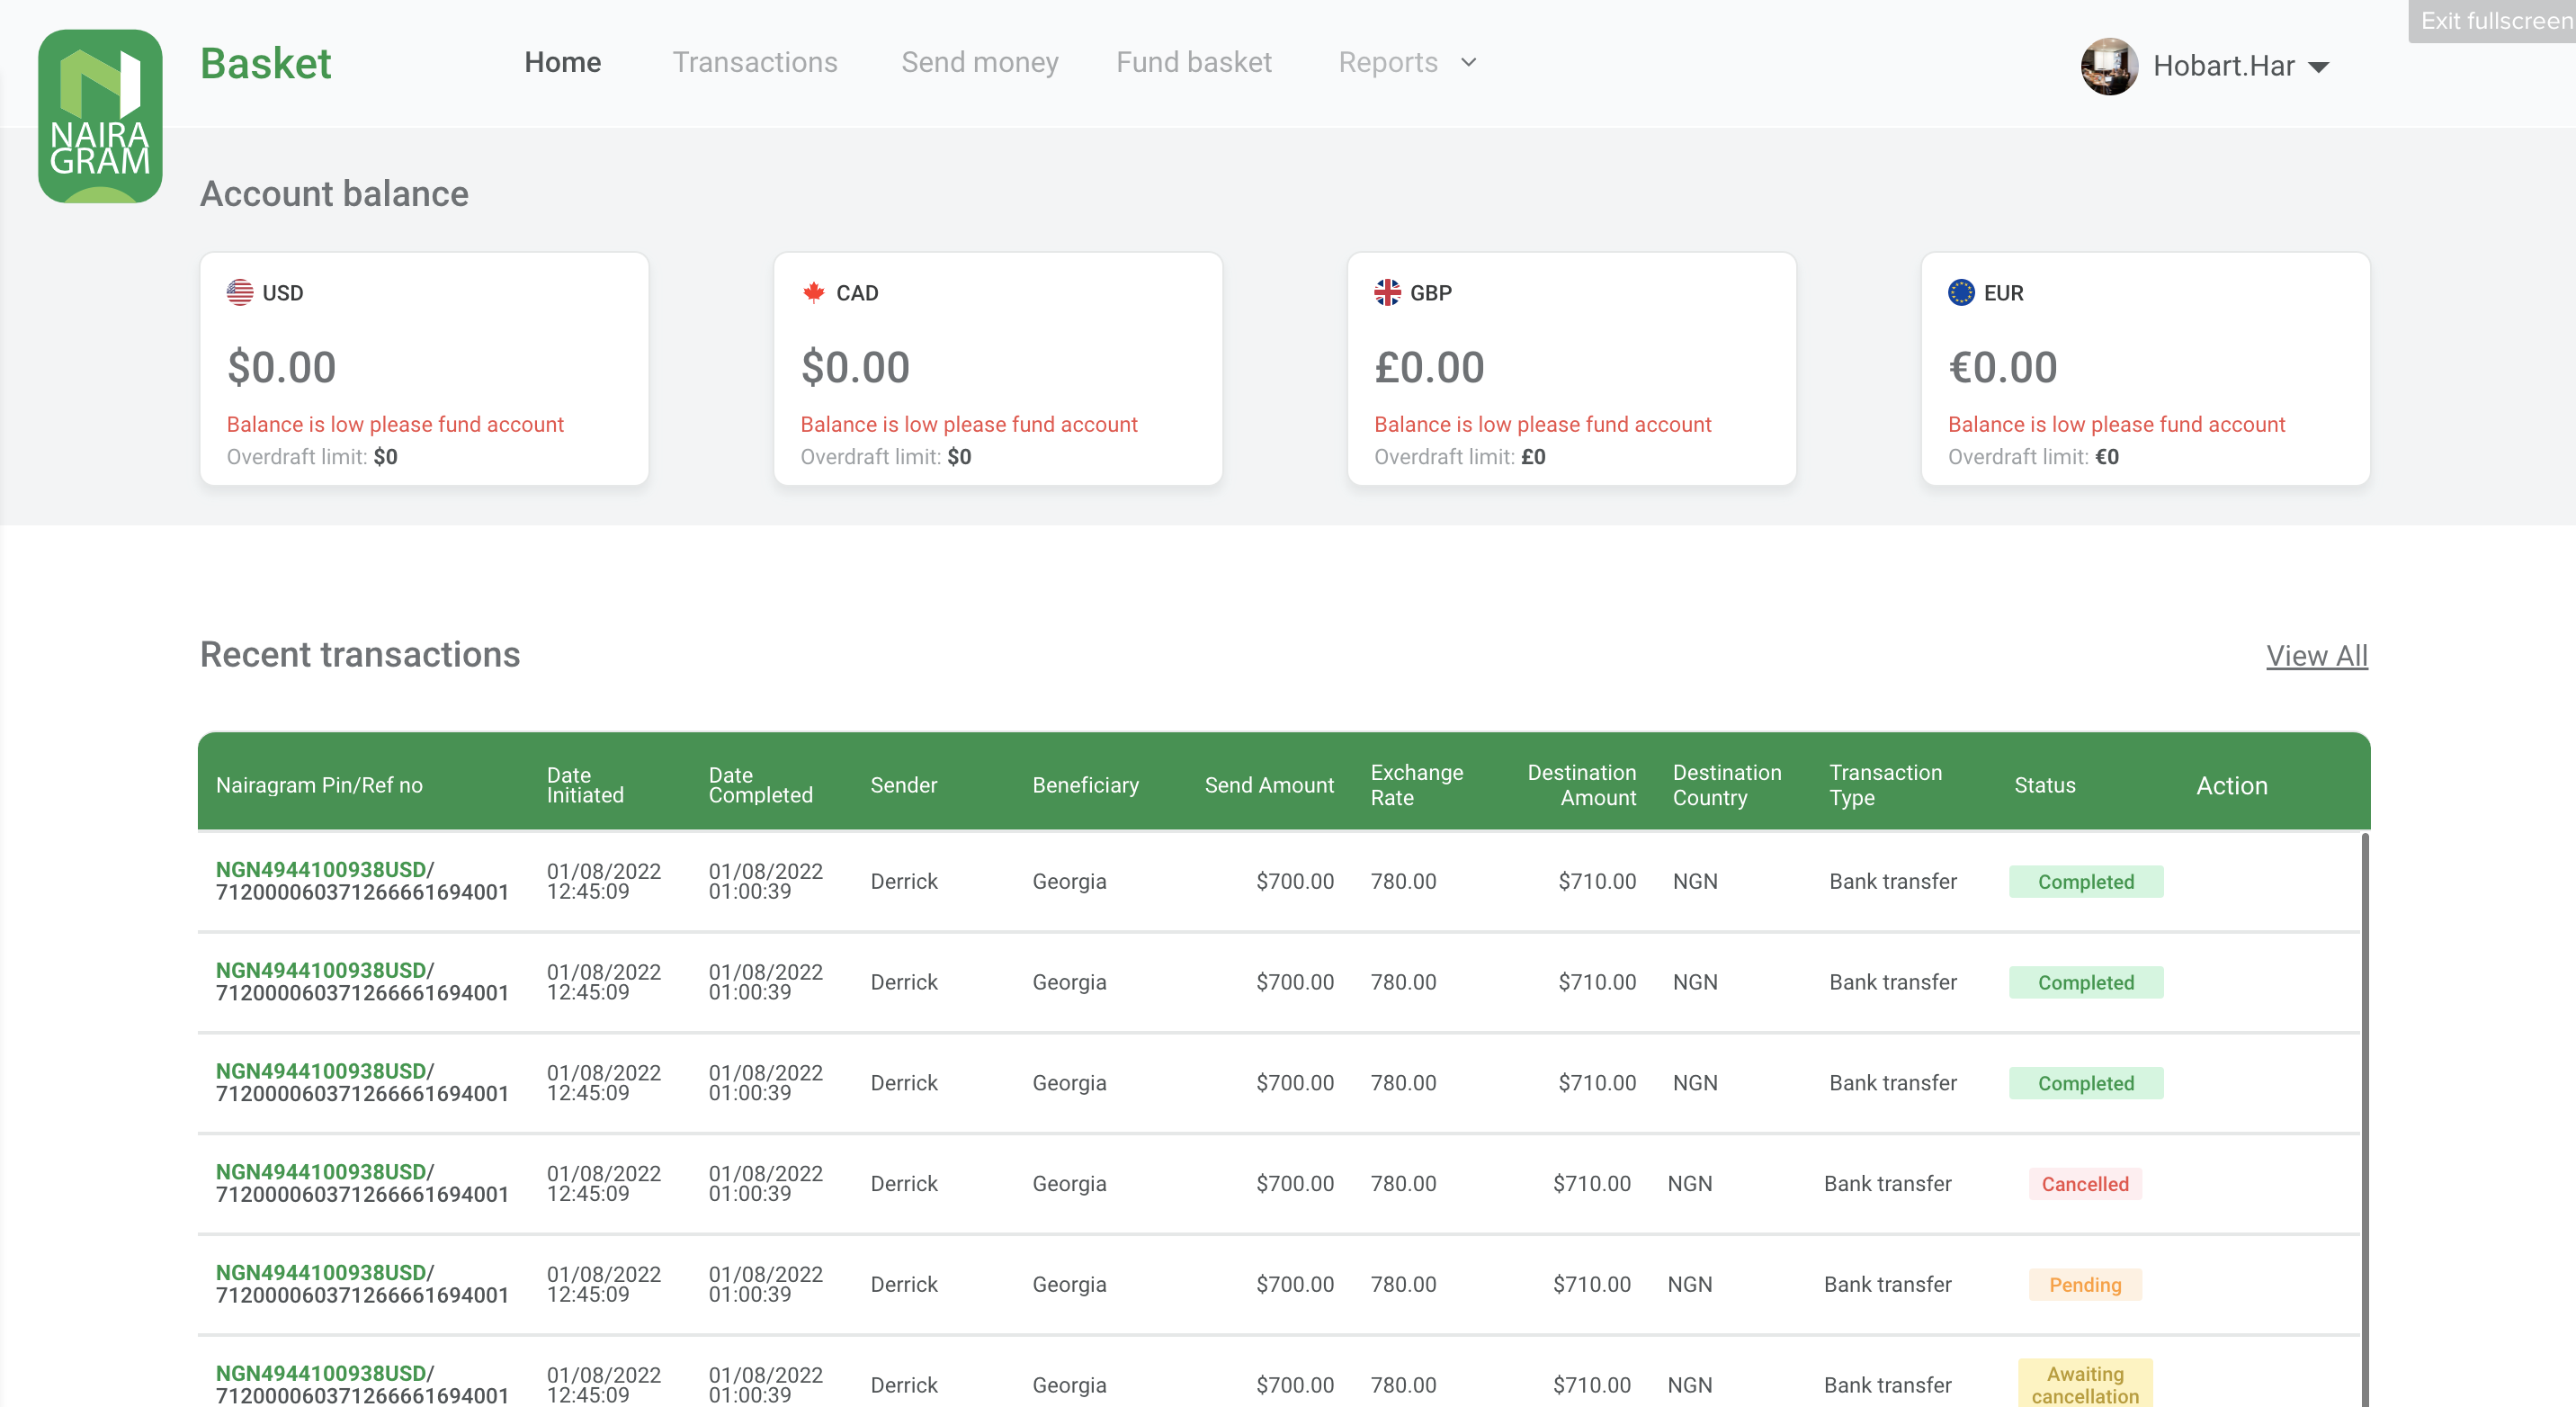 Exit fullscreen
NAIRA
GRAM
Basket
Home Transactions Send money Fund basket Reports
Hobart.Har
Account balance
USD
$0.00
Balance is low please fund account
Overdraft limit: $0
CAD
$0.00
Balance is low please fund account
Overdraft limit: $0
GBP
£0.00
Balance is low please fund account
Overdraft limit: £0
EUR
€0.00
Balance is low please fund account
Overdraft limit: €0
Recent transactions
View All
Nairagram Pin/Ref no
Date
Initiated
Date
Completed
Sender
Beneficiary
Send Amount
Exchange
Rate
Destination
Amount
Destination
Country
Transaction
Type
Status
Action
NGN4944100938USD/
712000060371266661694001
01/08/2022
12:45:09
01/08/2022
01:00:39
Derrick
Georgia
$700.00
780.00
$710.00
NGN
Bank transfer
Completed
NGN4944100938USD/
712000060371266661694001
01/08/2022
12:45:09
01/08/2022
01:00:39
Derrick
Georgia
$700.00
780.00
$710.00
NGN
Bank transfer
Completed
NGN4944100938USD/
712000060371266661694001
01/08/2022
12:45:09
01/08/2022
01:00:39
Derrick
Georgia
$700.00
780.00
$710.00
NGN
Bank transfer
Completed
NGN4944100938USD/
712000060371266661694001
01/08/2022
12:45:09
01/08/2022
01:00:39
Derrick
Georgia
$700.00
780.00
$710.00
NGN
Bank transfer
Cancelled
NGN4944100938USD/
712000060371266661694001
01/08/2022
12:45:09
01/08/2022
01:00:39
Derrick
Georgia
$700.00
780.00
$710.00
NGN
Bank transfer
Pending
NGN4944100938USD/
712000060371266661694001
01/08/2022
12:45:09
01/08/2022
01:00:39
Derrick
Georgia
$700.00
780.00
$710.00
NGN
Bank transfer
Awaiting
cancellation